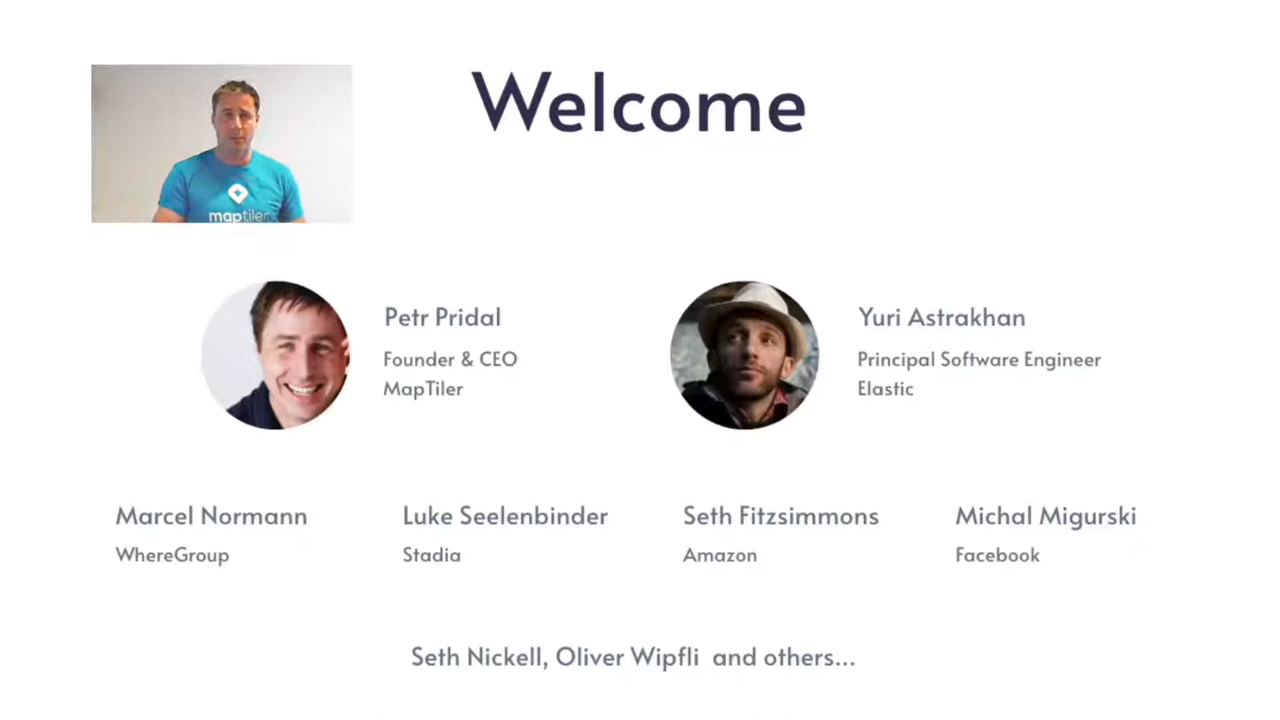 Welcome
maptiler
Petr Pridal
Founder & CEO
MapTiler
Yuri Astrakhan
Principal Software Engineer
Elastic
Marcel Normann
WhereGroup
Luke Seelenbinder
Stadia
Seth Fitzsimmons
Amazon
Michal Migurski
Facebook
Seth Nickell, Oliver Wipfli and others...